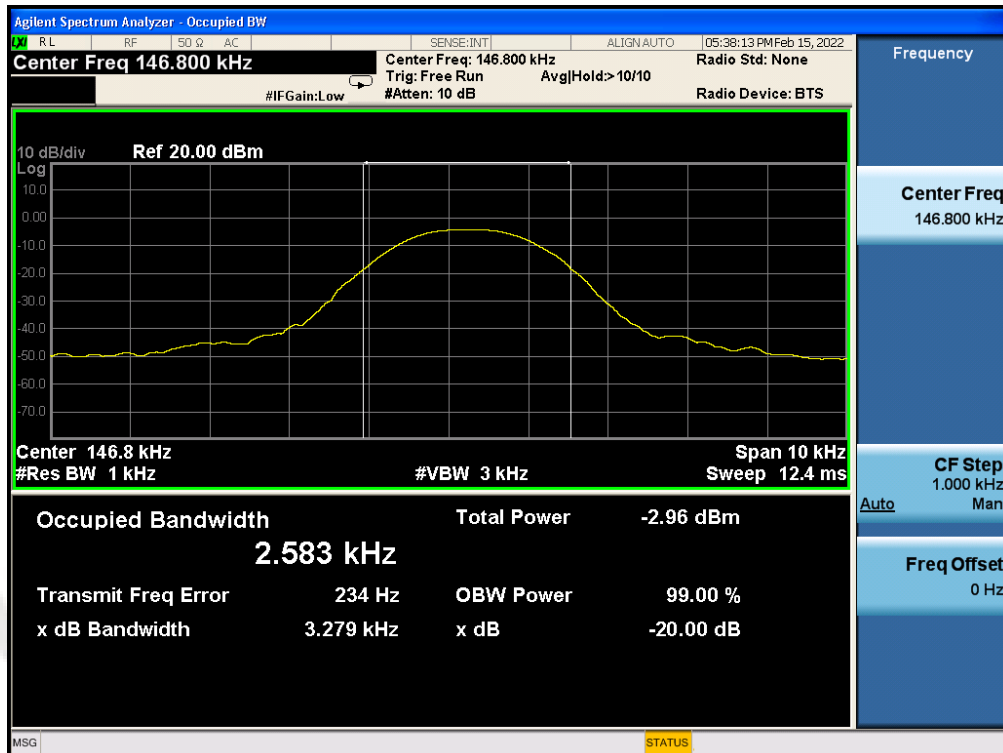 Agilent Spectrum Analyzer - Occupied BW
LXI RL RF 50 Ω AC SENSE:INT ALIGNAUTO 05:38:13 PM Feb 15, 2022
Center Freq 146.800 kHz
Center Freq: 146.800 kHz Radio Std: None
Trig: Free Run Avg|Hold:>10/10
#IFGain:Low #Atten: 10 dB Radio Device: BTS
10 dB/div Ref 20.00 dBm
Log
10.0
0.00
-10.0
-20.0
-30.0
-40.0
-50.0
-60.0
-70.0
Center 146.8 kHz Span 10 kHz
#Res BW 1 kHz #VBW 3 kHz Sweep 12.4 ms
Occupied Bandwidth Total Power -2.96 dBm
2.583 kHz
Transmit Freq Error 234 Hz OBW Power 99.00 %
x dB Bandwidth 3.279 kHz x dB -20.00 dB
Frequency
Center Freq
146.800 kHz
CF Step
1.000 kHz
Auto Man
Freq Offset
0 Hz
MSG STATUS